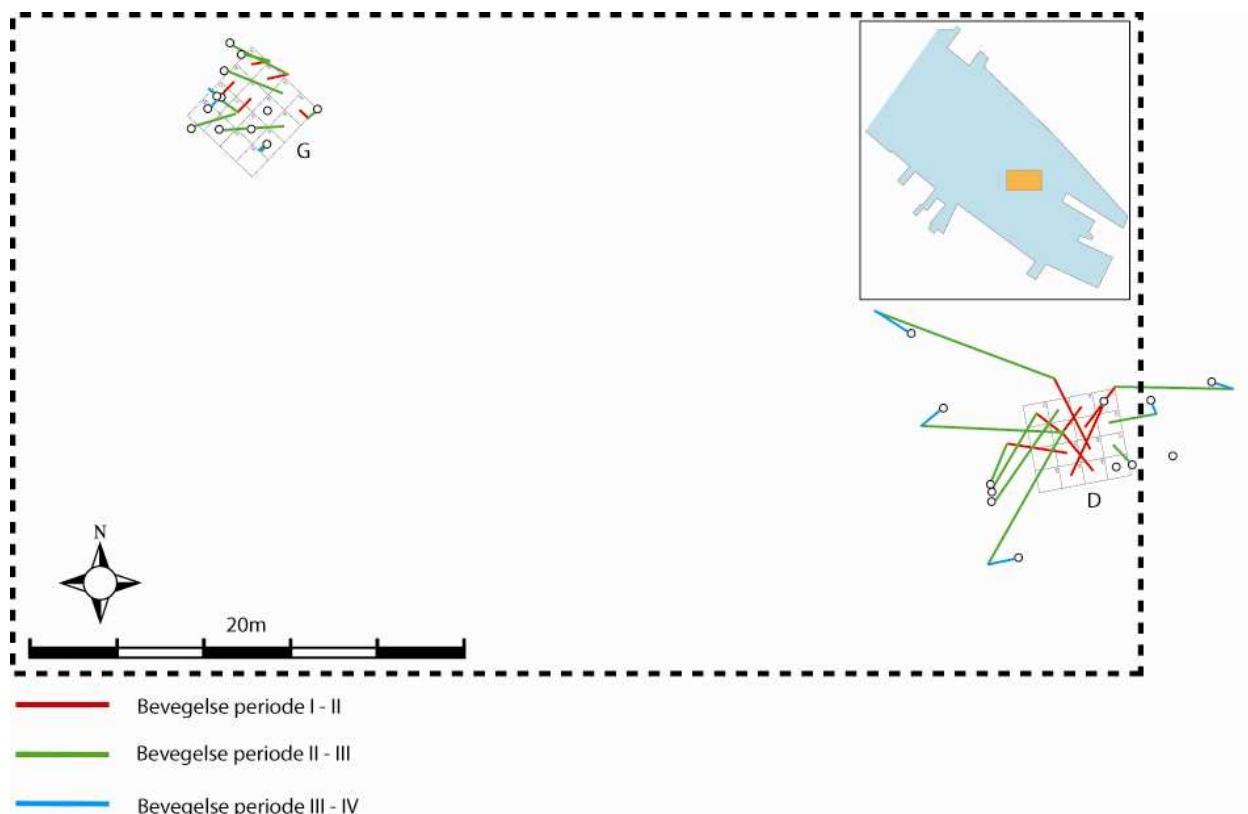 G
D
N
20m
Bevegelse periode I - II
Bevegelse periode II - III
Bevegelse periode III - IV